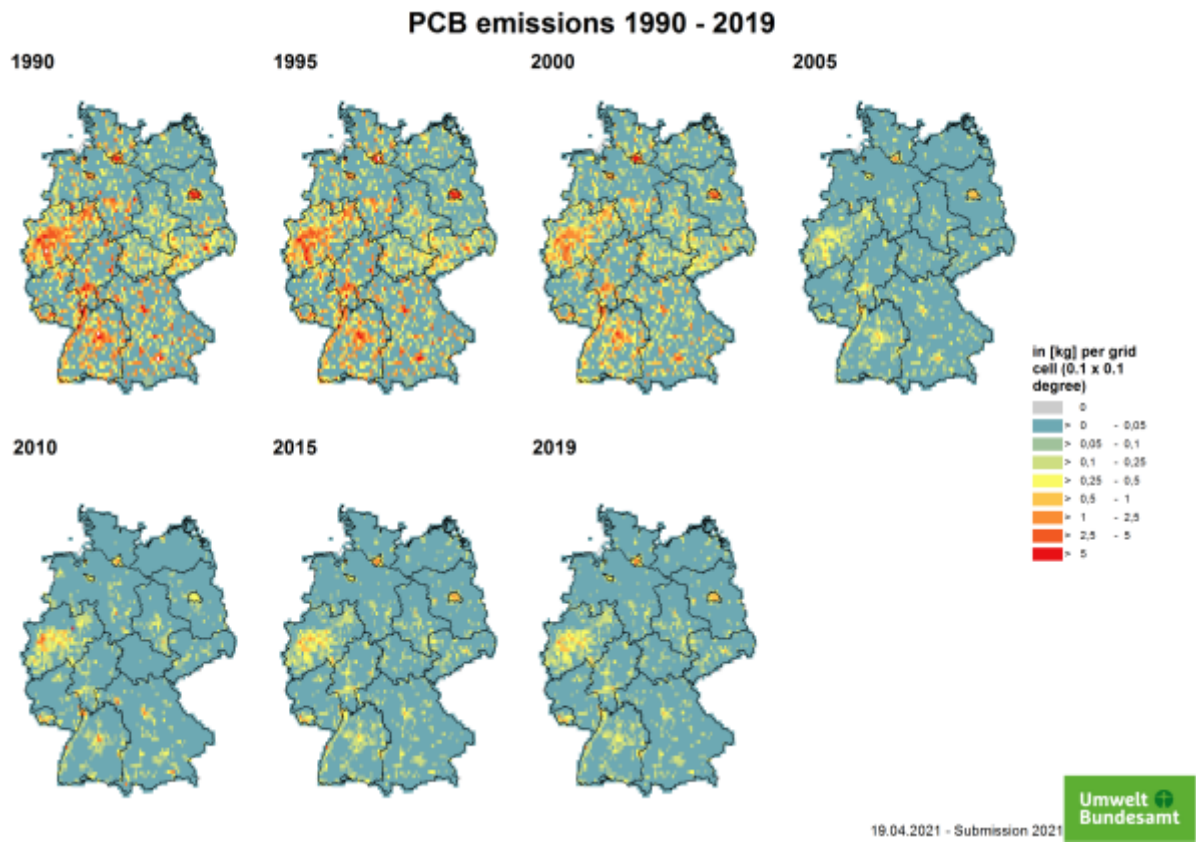 PCB emissions 1990 - 2019
1990
1995
2000
2005
in [kg] per grid
cell (0.1 x 0.1
degree)
0
> 0 - 0,05
> 0,05 - 0,1
> 0,1 - 0,25
> 0,25 - 0,5
> 0,5 - 1
> 1 - 2,5
> 2,5 - 5
> 5
2010
2015
2019
19.04.2021 - Submission 2021
Umwelt
Bundesamt